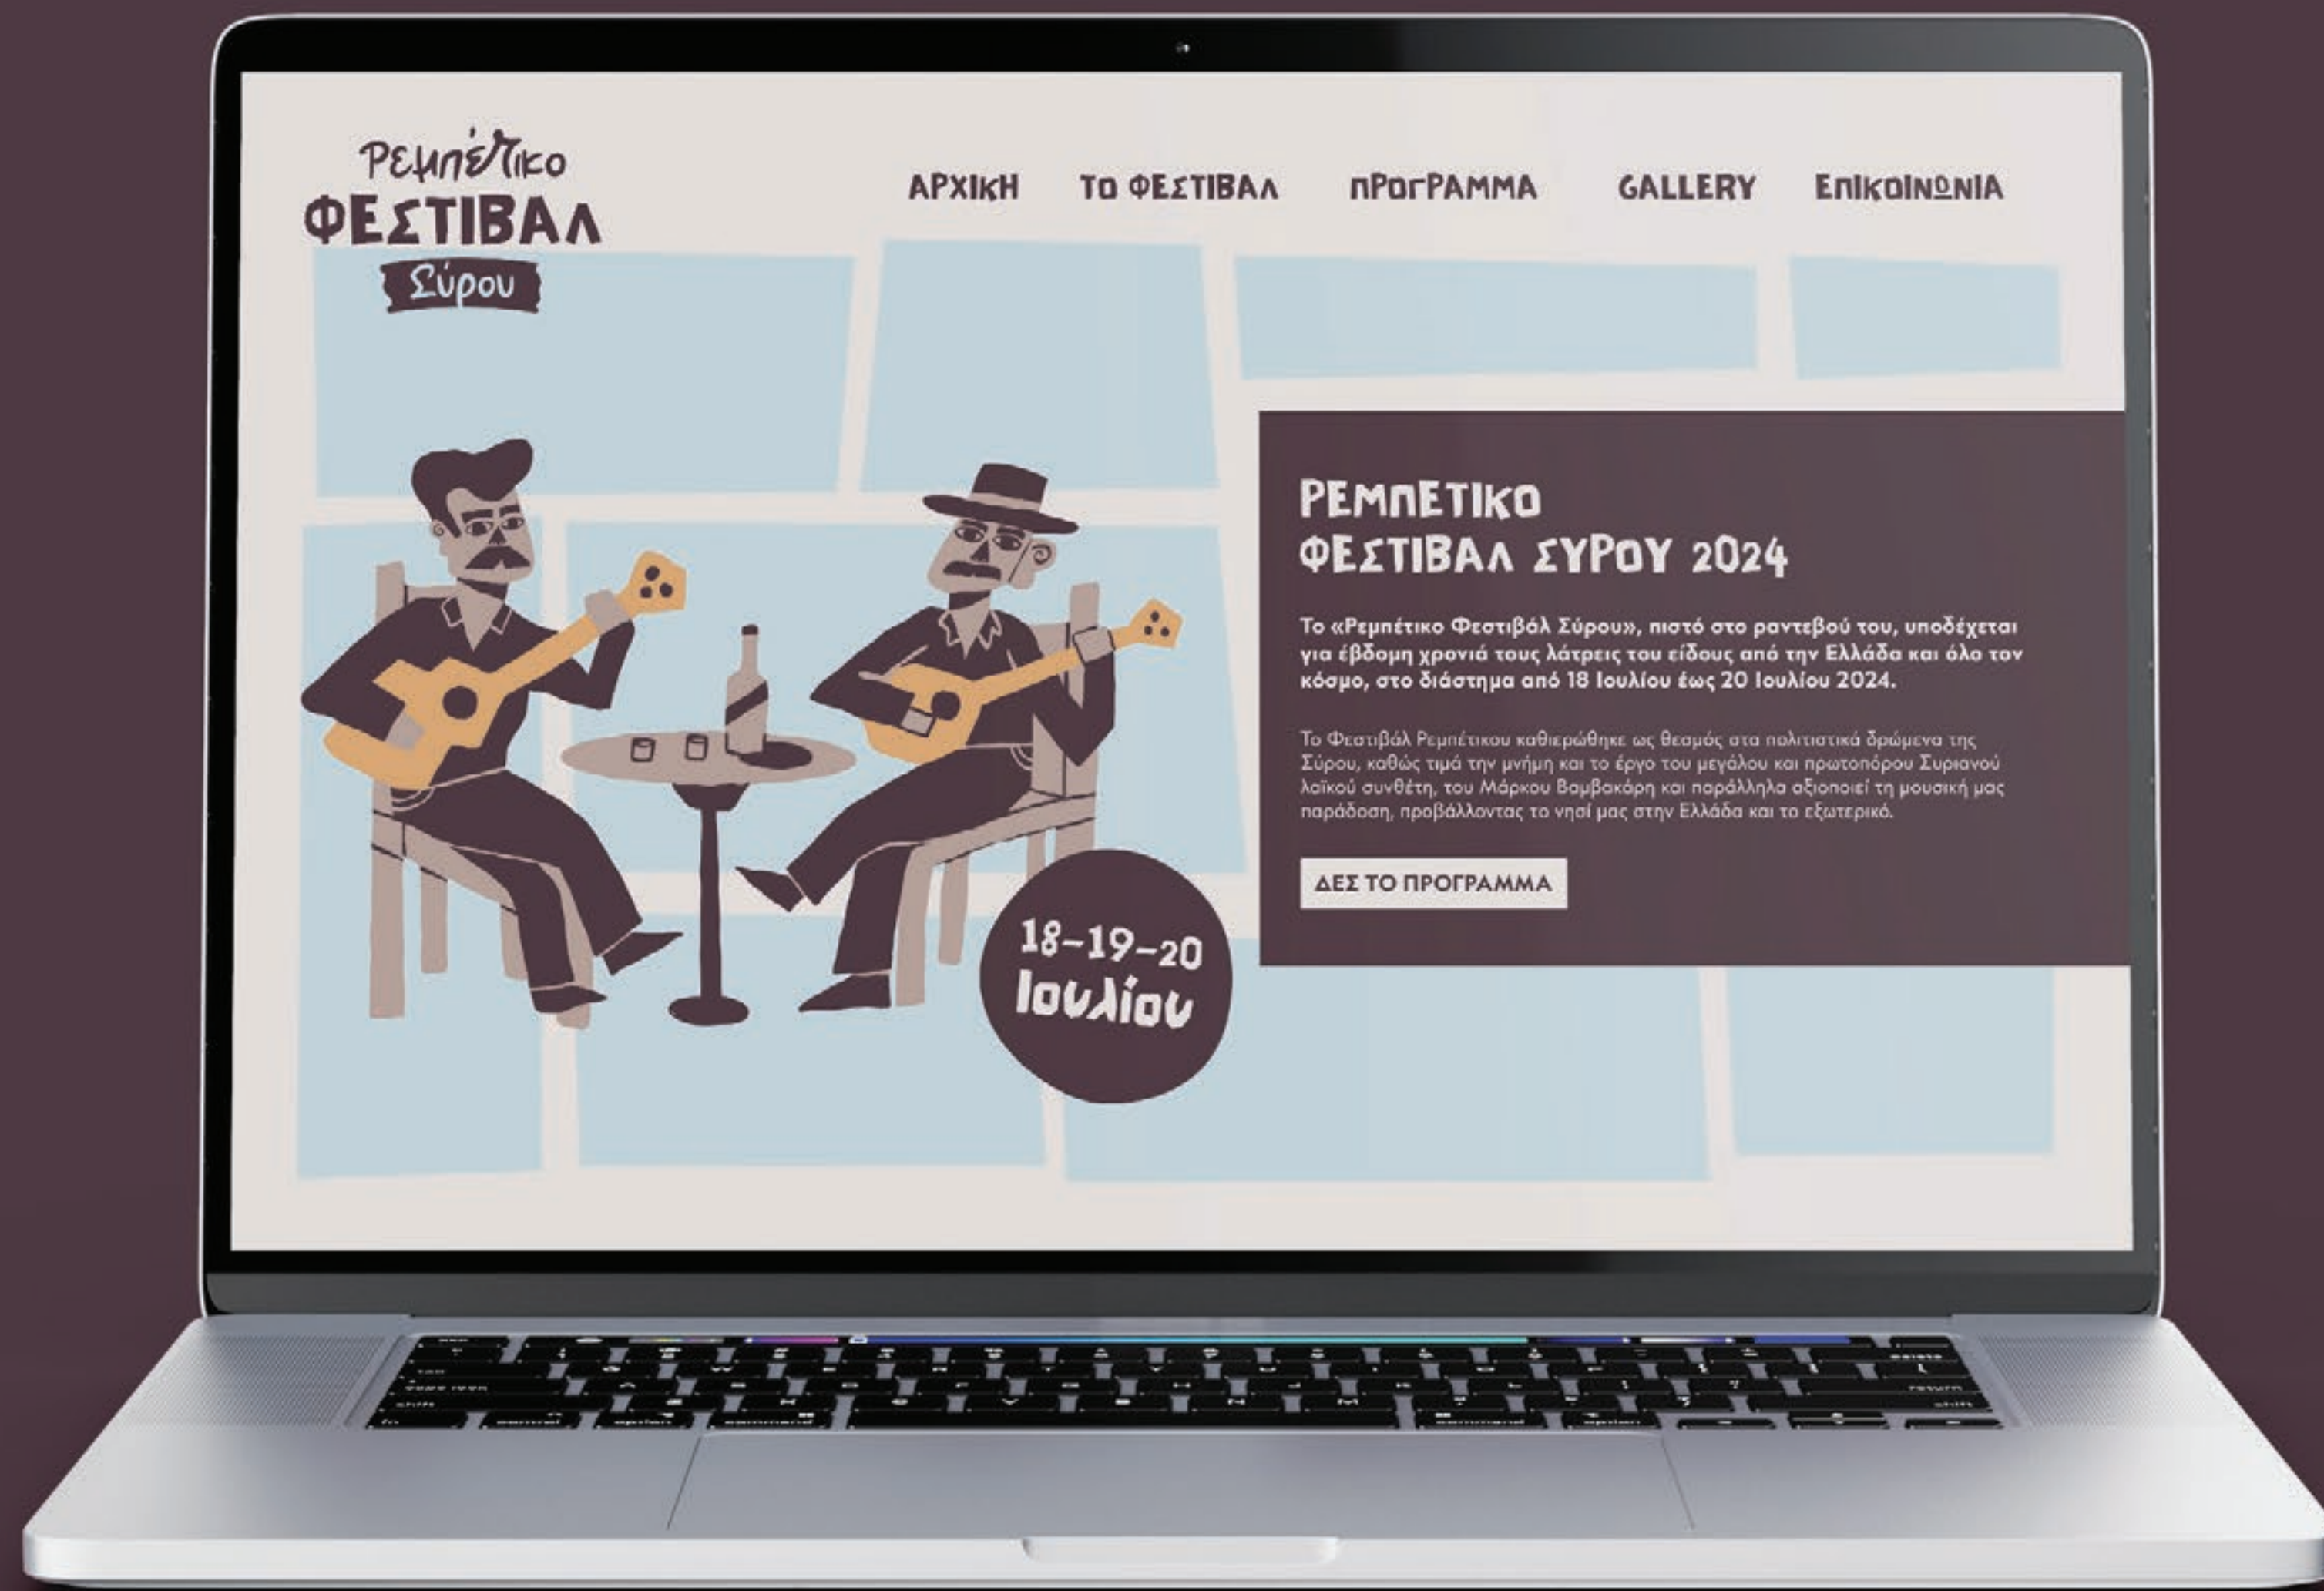 Ρεμπέτικο
ΦΕΣΤΙΒΑΛ
Σύρου
ΑΡΧΙΚΗ ΤΟ ΦΕΣΤΙΒΑΛ ΠΡΟΓΡΑΜΜΑ GALLERY ΕΠΙΚΟΙΝΩΝΙΑ
ΡΕΜΠΕΤΙΚΟ
ΦΕΣΤΙΒΑΛ ΣΥΡΟΥ 2024
Το «Ρεμπέτικο Φεστιβάλ Σύρου», πιστό στο ραντεβού του, υποδέχεται
για έβδομη χρονιά τους λάτρεις του είδους από την Ελλάδα και όλο τον
κόσμο, στο διάστημα από 18 Ιουλίου έως 20 Ιουλίου 2024.
Το Φεστιβάλ Ρεμπέτικου καθιερώθηκε ως θεσμός στα πολιτιστικά δρώμενα της
Σύρου, καθώς τιμά την μνήμη και το έργο του μεγάλου και πρωτοπόρου Συριανού
λαϊκού συνθέτη, του Μάρκου Βαμβακάρη και παράλληλα αξιοποιεί τη μουσική μας
παράδοση, προβάλλοντας το νησί μας στην Ελλάδα και το εξωτερικό.
ΔΕΣ ΤΟ ΠΡΟΓΡΑΜΜΑ
18-19-20
Ιουλίου